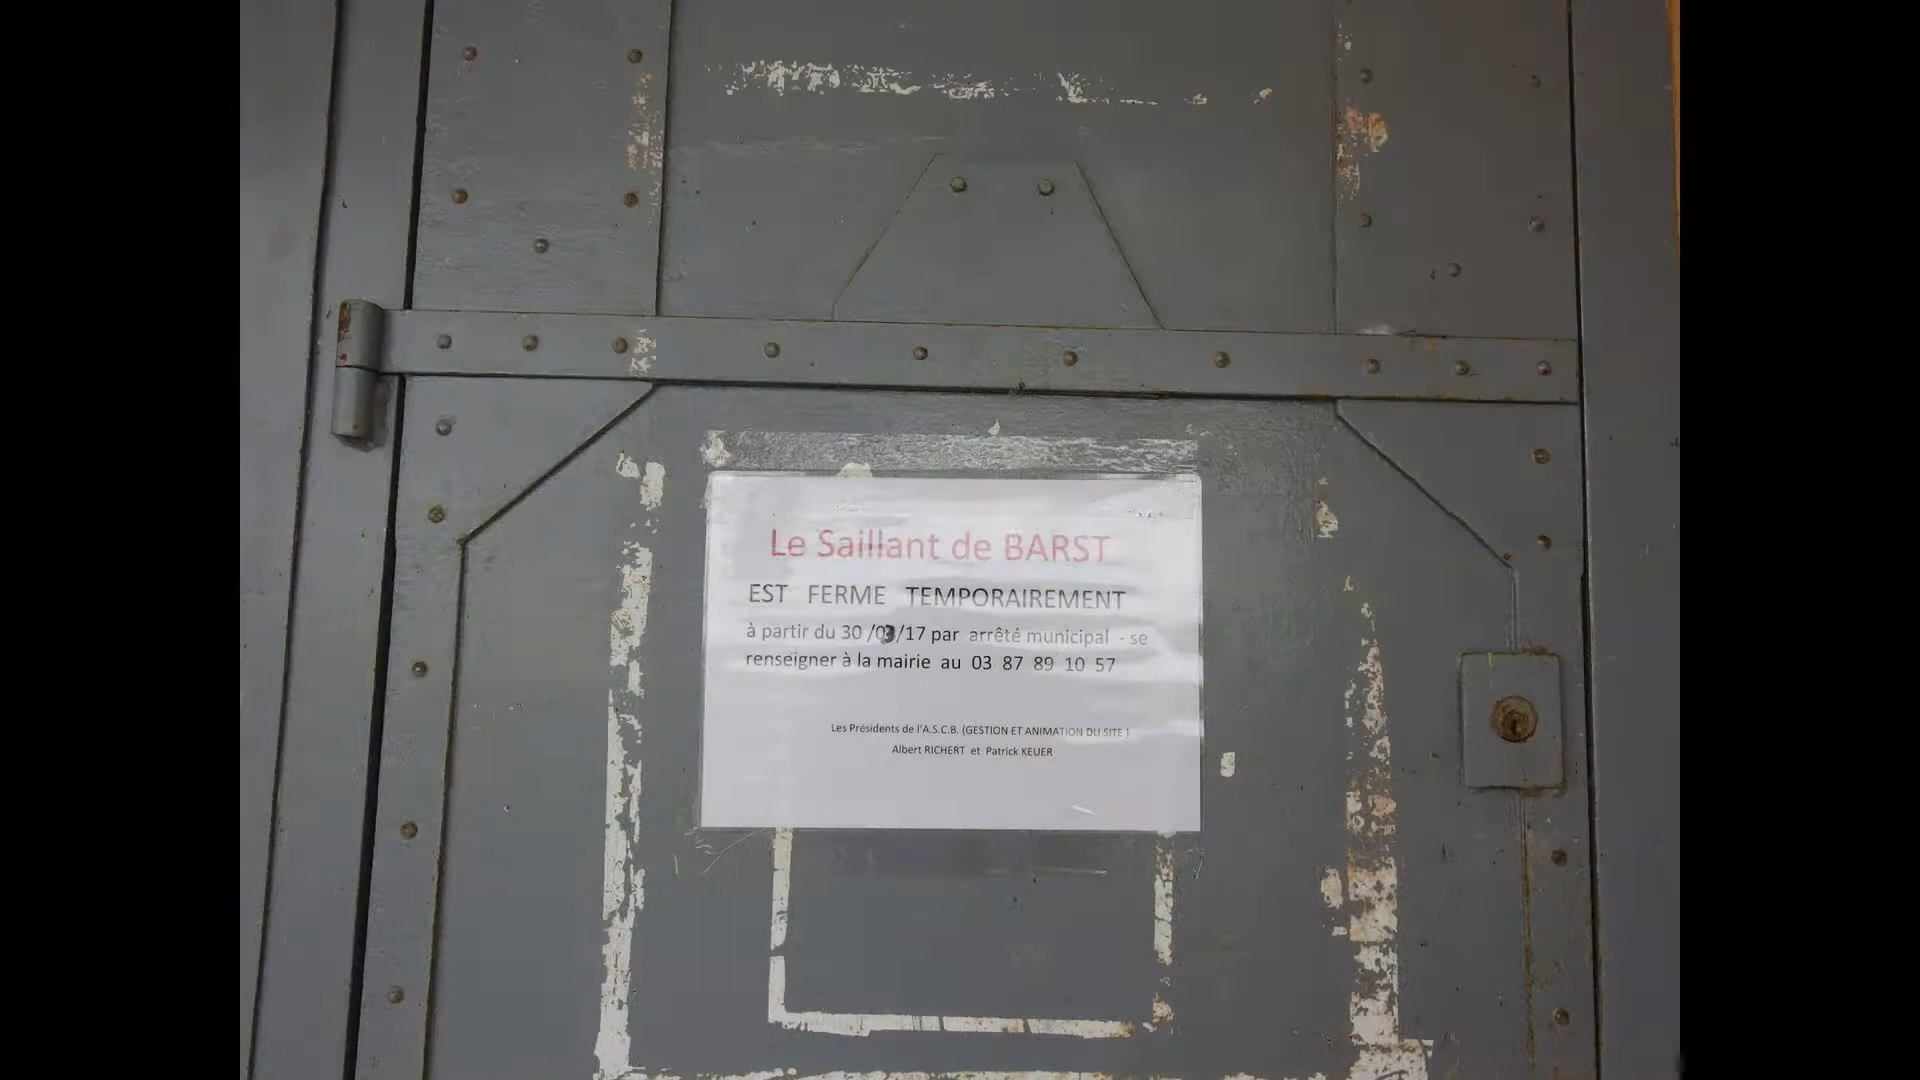 Le Saillant de BARST
EST FERME TEMPORAIREMENT
à partir du 30 /03/17 par arrêté municipal - se
renseigner à la mairie au 03 87 89 10 57
Les Présidents de l'A.S.C.B. (GESTION ET ANIMATION DU SITE )
Albert RICHERT et Patrick KEUER